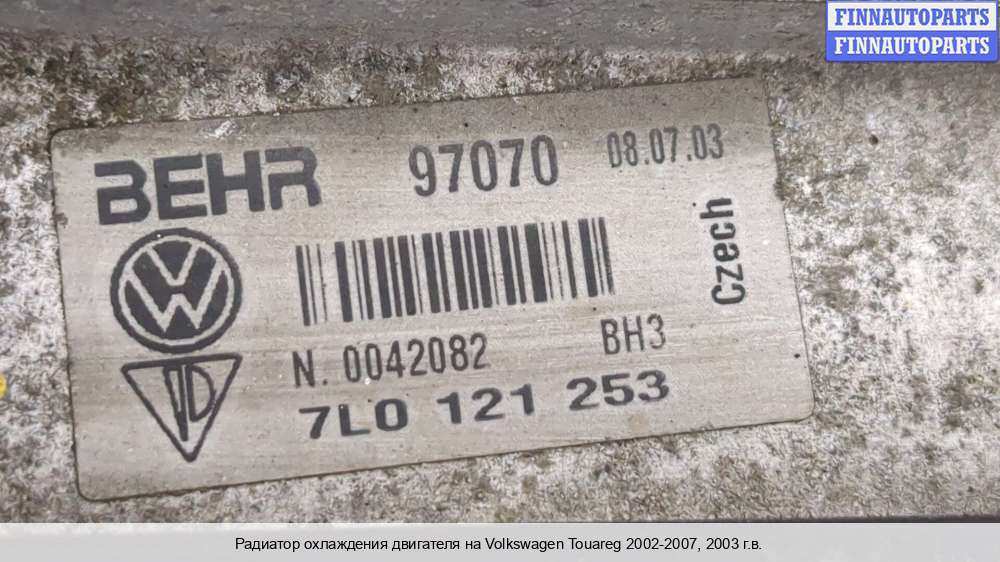 FINNAUTOPARTS
FINNAUTOPARTS
BEHR 97070 08.07.03
Czech
N. 0042082 BH3
7L0 121 253
Радиатор охлаждения двигателя на Volkswagen Touareg 2002-2007, 2003 г.в.